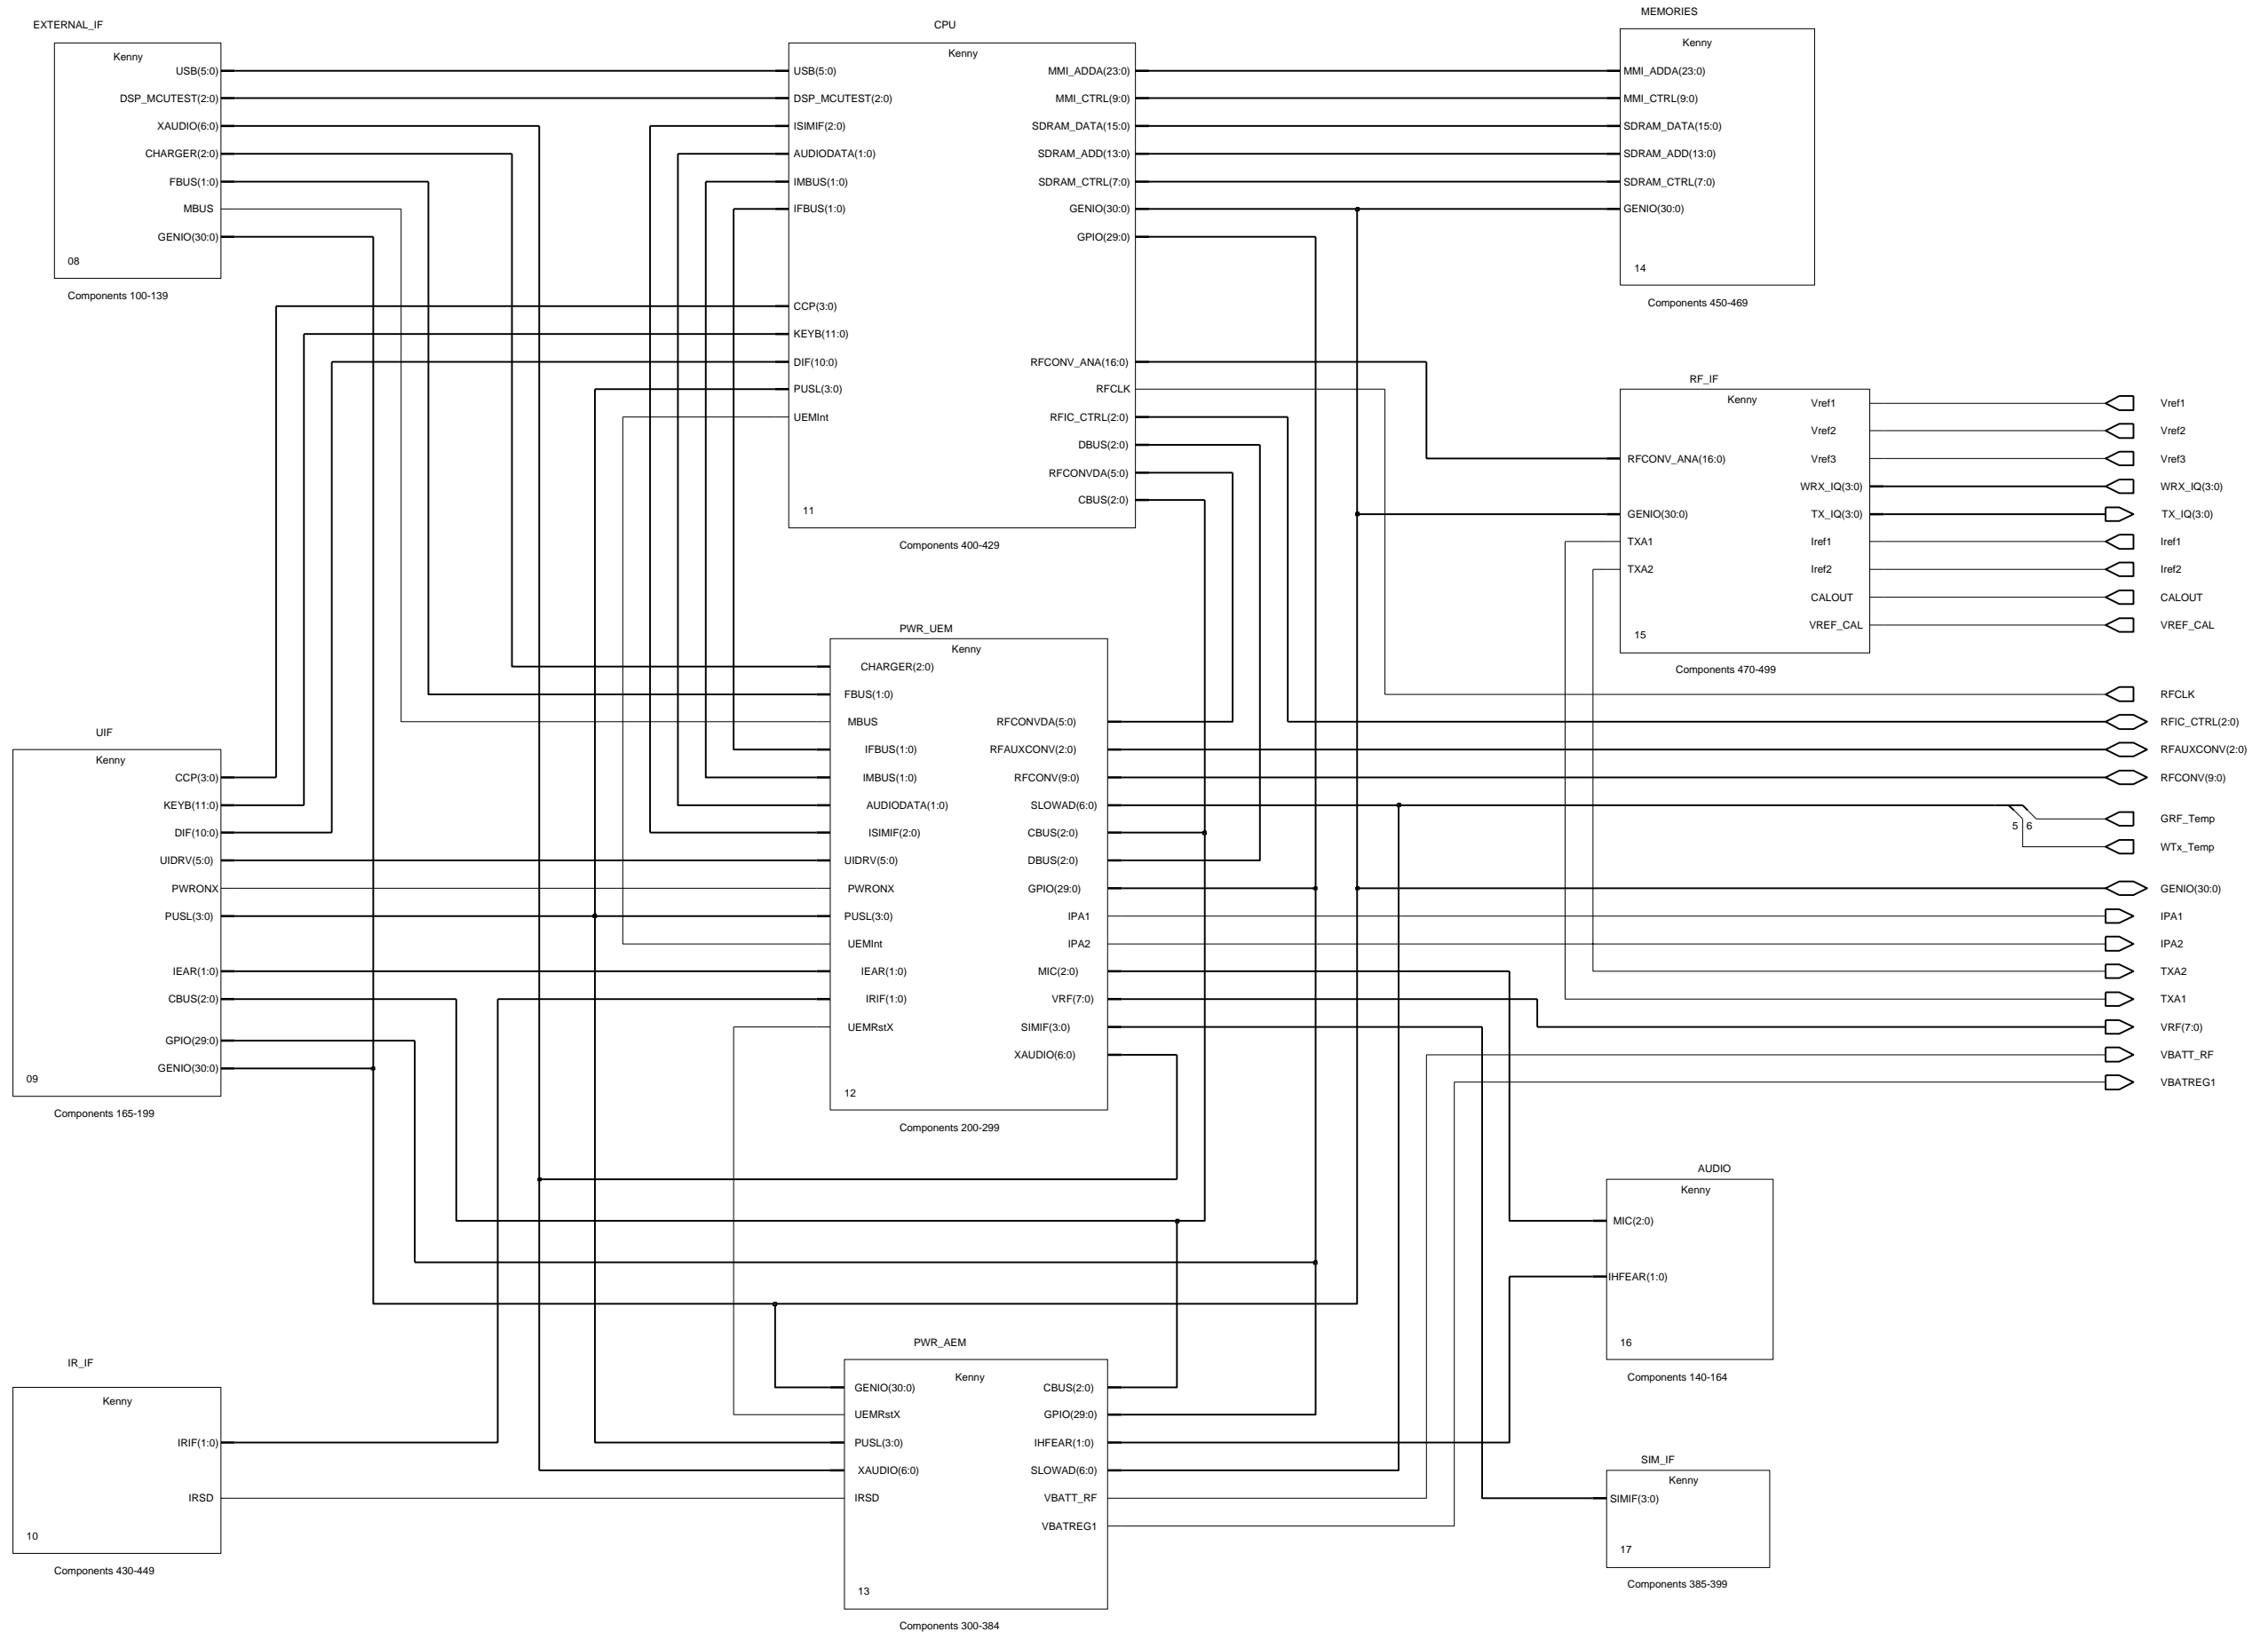 EXTERNAL_IF
Kenny
USB(5:0)
DSP_MCUTEST(2:0)
XAUDIO(6:0)
CHARGER(2:0)
FBUS(1:0)
MBUS
GENIO(30:0)
08
Components 100-139
CPU
Kenny
USB(5:0)
DSP_MCUTEST(2:0)
ISIMIF(2:0)
AUDIODATA(1:0)
IMBUS(1:0)
IFBUS(1:0)
CCP(3:0)
KEYB(11:0)
DIF(10:0)
PUSL(3:0)
UEMInt
MMI_ADDA(23:0)
MMI_CTRL(9:0)
SDRAM_DATA(15:0)
SDRAM_ADD(13:0)
SDRAM_CTRL(7:0)
GENIO(30:0)
GPIO(29:0)
RFCONV_ANA(16:0)
RFCLK
RFIC_CTRL(2:0)
DBUS(2:0)
RFCONVDA(5:0)
CBUS(2:0)
11
Components 400-429
MEMORIES
Kenny
MMI_ADDA(23:0)
MMI_CTRL(9:0)
SDRAM_DATA(15:0)
SDRAM_ADD(13:0)
SDRAM_CTRL(7:0)
GENIO(30:0)
14
Components 450-469
RF_IF
Kenny
RFCONV_ANA(16:0)
GENIO(30:0)
TXA1
TXA2
Vref1
Vref2
Vref3
WRX_IQ(3:0)
TX_IQ(3:0)
Iref1
Iref2
CALOUT
VREF_CAL
15
Components 470-499
Vref1
Vref2
Vref3
WRX_IQ(3:0)
TX_IQ(3:0)
Iref1
Iref2
CALOUT
VREF_CAL
RFCLK
RFIC_CTRL(2:0)
RFAUXCONV(2:0)
RFCONV(9:0)
5 6
GRF_Temp
WTx_Temp
GENIO(30:0)
IPA1
IPA2
TXA2
TXA1
VRF(7:0)
VBATT_RF
VBATREG1
UIF
Kenny
CCP(3:0)
KEYB(11:0)
DIF(10:0)
UIDRV(5:0)
PWRONX
PUSL(3:0)
IEAR(1:0)
CBUS(2:0)
GPIO(29:0)
GENIO(30:0)
09
Components 165-199
PWR_UEM
Kenny
CHARGER(2:0)
FBUS(1:0)
MBUS
IFBUS(1:0)
IMBUS(1:0)
AUDIODATA(1:0)
ISIMIF(2:0)
UIDRV(5:0)
PWRONX
PUSL(3:0)
UEMInt
IEAR(1:0)
IRIF(1:0)
UEMRstX
RFCONVDA(5:0)
RFAUXCONV(2:0)
RFCONV(9:0)
SLOWAD(6:0)
CBUS(2:0)
DBUS(2:0)
GPIO(29:0)
IPA1
IPA2
MIC(2:0)
VRF(7:0)
SIMIF(3:0)
XAUDIO(6:0)
12
Components 200-299
AUDIO
Kenny
MIC(2:0)
IHFEAR(1:0)
16
Components 140-164
IR_IF
Kenny
IRIF(1:0)
IRSD
10
Components 430-449
PWR_AEM
Kenny
GENIO(30:0)
UEMRstX
PUSL(3:0)
XAUDIO(6:0)
IRSD
CBUS(2:0)
GPIO(29:0)
IHFEAR(1:0)
SLOWAD(6:0)
VBATT_RF
VBATREG1
13
Components 300-384
SIM_IF
Kenny
SIMIF(3:0)
17
Components 385-399